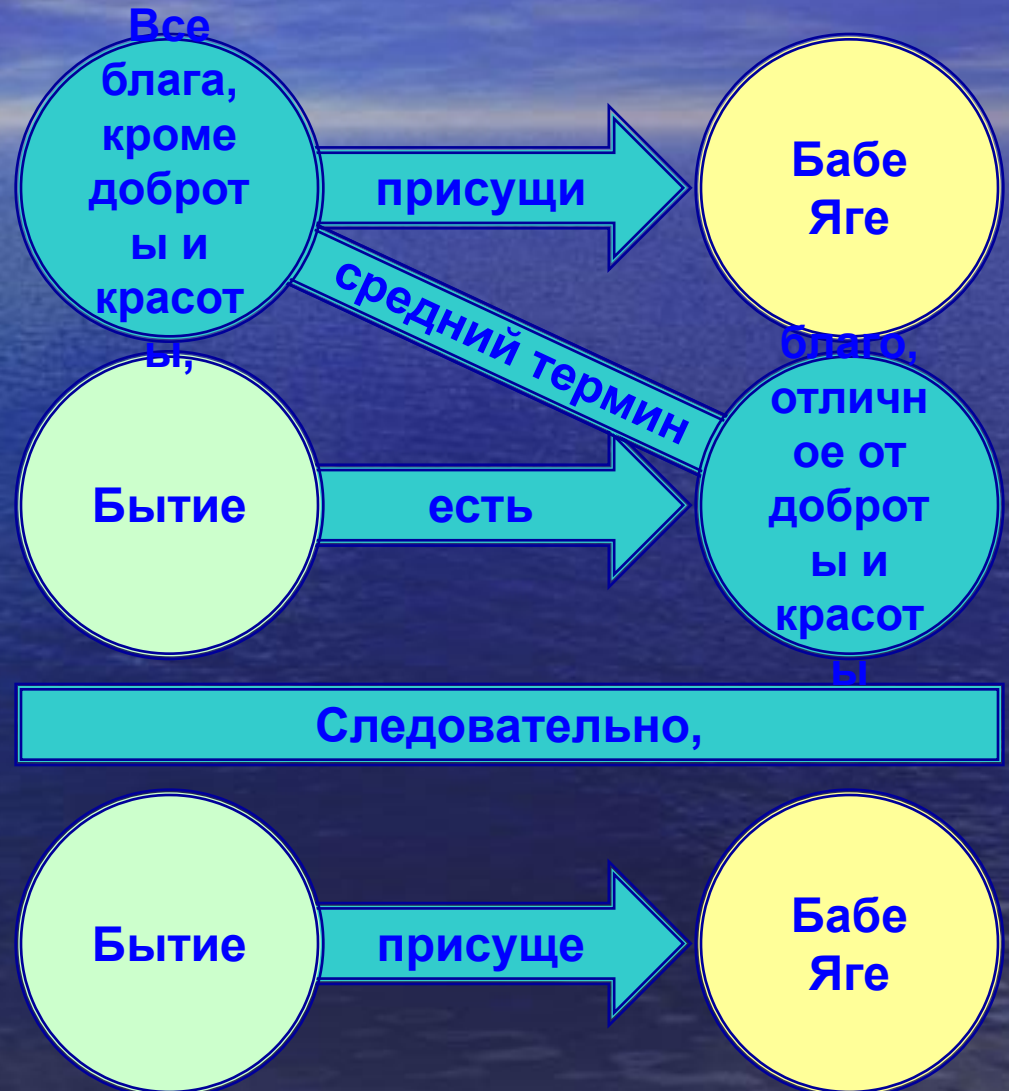 Все
блага,
кроме
доброт
ы и
красот
ы,
присущи
Бабе
Яге
средний термин
Бытие
есть
благо,
отличн
ое от
доброт
ы и
красот
ы
Следовательно,
Бытие
присуще
Бабе
Яге